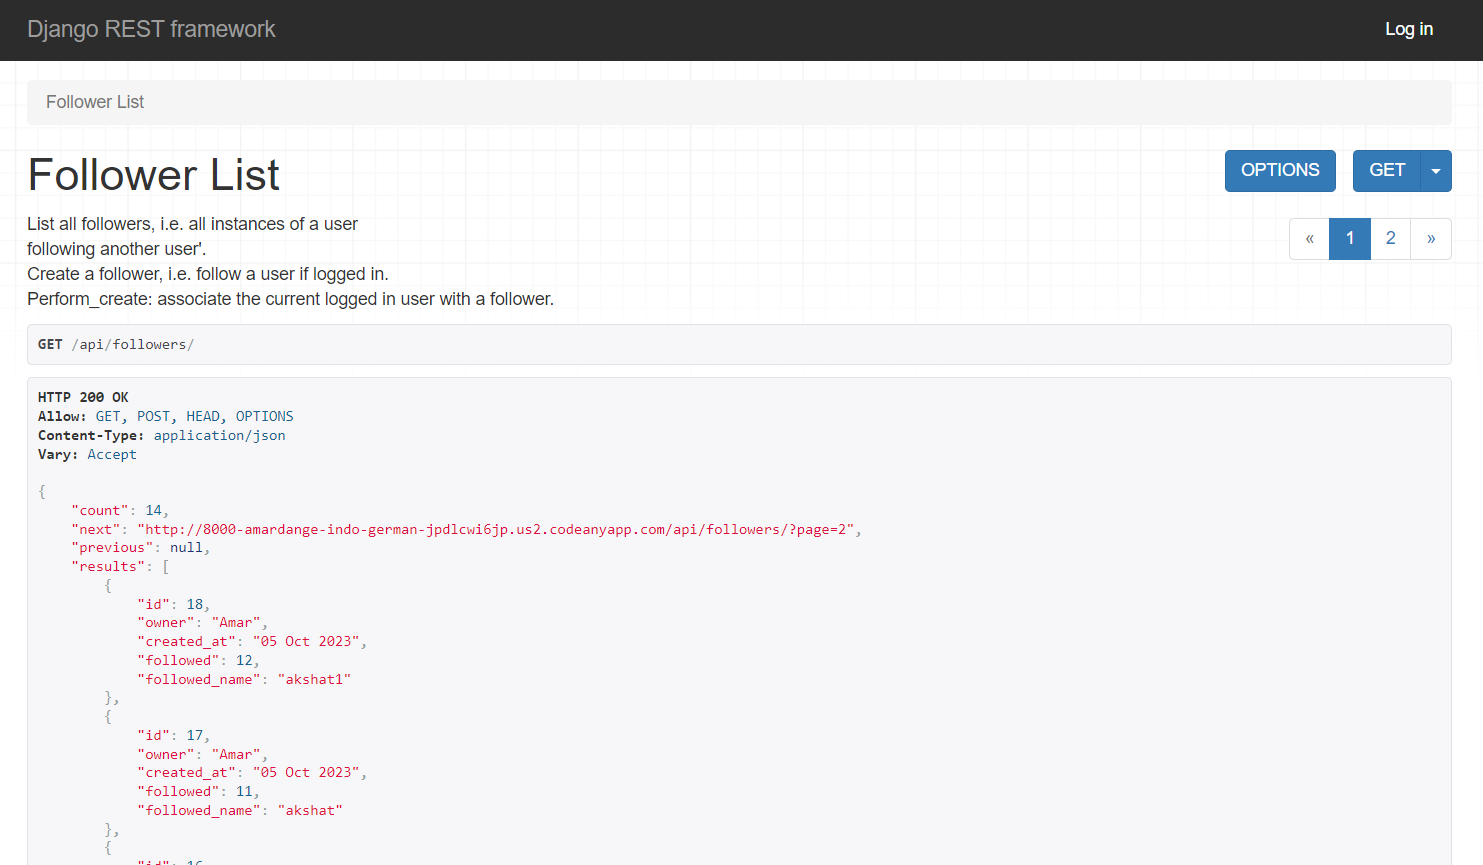 Django REST framework
Log in
Follower List
Follower List
OPTIONS
GET
List all followers, i.e. all instances of a user
following another user'.
Create a follower, i.e. follow a user if logged in.
Perform_create: associate the current logged in user with a follower.
« 1 2 »
GET /api/followers/
HTTP 200 OK
Allow: GET, POST, HEAD, OPTIONS
Content-Type: application/json
Vary: Accept
{
    "count": 14,
    "next": "http://8000-amardange-indo-german-jpdlcwi6jp.us2.codeanyapp.com/api/followers/?page=2",
    "previous": null,
    "results": [
        {
            "id": 18,
            "owner": "Amar",
            "created_at": "05 Oct 2023",
            "followed": 12,
            "followed_name": "akshat1"
        },
        {
            "id": 17,
            "owner": "Amar",
            "created_at": "05 Oct 2023",
            "followed": 11,
            "followed_name": "akshat"
        },
        {
            "id": 16,